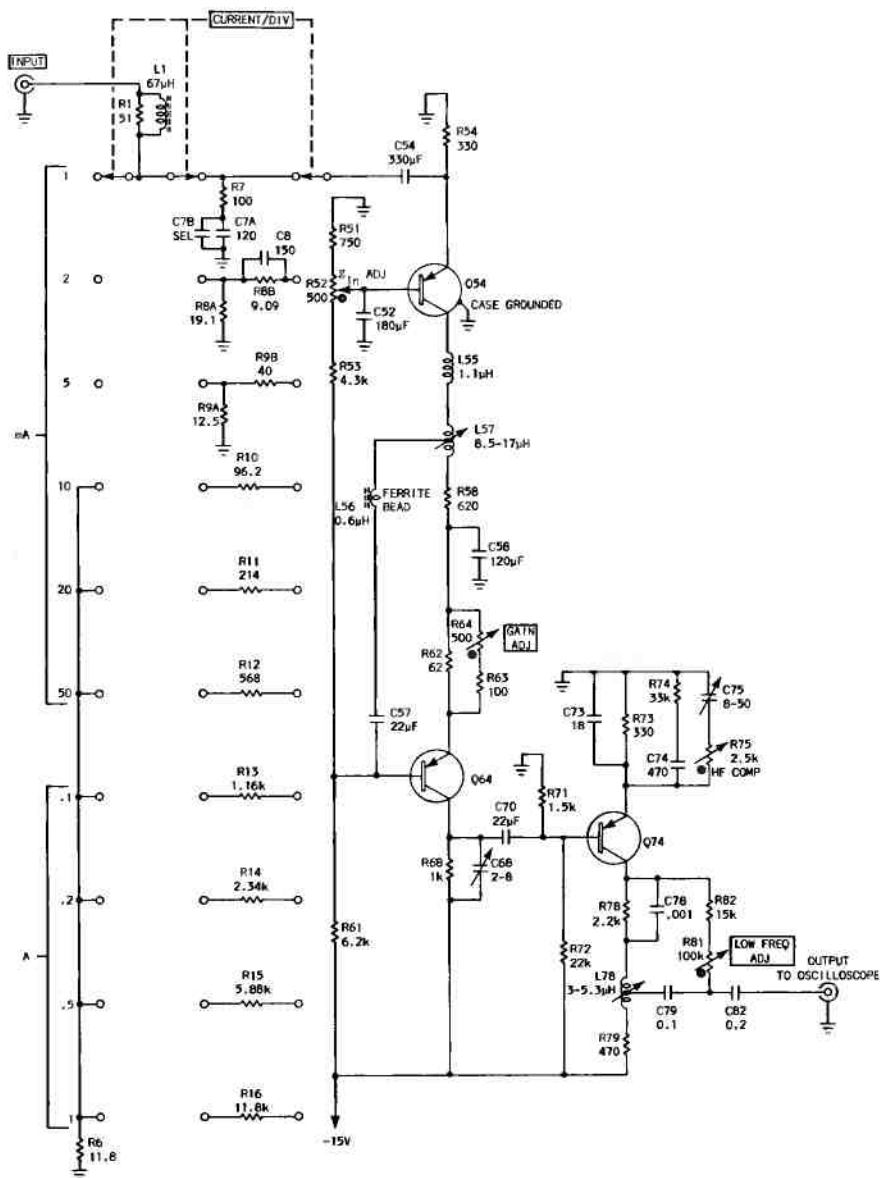 CURRENT/DIV
INPUT
L1
67μH
R1
51
C54
330μF
R54
330
1
R7
100
C7B
SEL
C7A
120
C8
150
R51
750
2
R8A
19.1
R8B
9.09
R52
500
Z in ADJ
C52
180μF
Q54
CASE GROUNDED
R9B
40
R53
4.3k
L55
1.1μH
5
R9A
12.5
L57
8.5-17μH
mA
R10
96.2
10
L56
0.6μH
FERRITE
BEAD
R58
620
C58
120μF
R11
214
20
R64
500
GAIN
ADJ
R62
62
R63
100
R12
568
50
C57
22μF
C73
18
R73
330
R74
33k
C74
470
C75
8-50
R75
2.5k
HF COMP
R13
1.16k
.1
Q64
C70
22μF
R71
1.5k
Q74
R14
2.34k
.2
R68
1k
C68
2-8
R78
2.2k
C78
.001
R82
15k
A
R61
6.2k
R72
22k
R81
100k
LOW FREQ
ADJ
OUTPUT
TO OSCILLOSCOPE
R15
5.88k
.5
L78
3-5.3μH
C79
0.1
C82
0.2
R79
470
R16
11.8k
1
R6
11.8
-15V